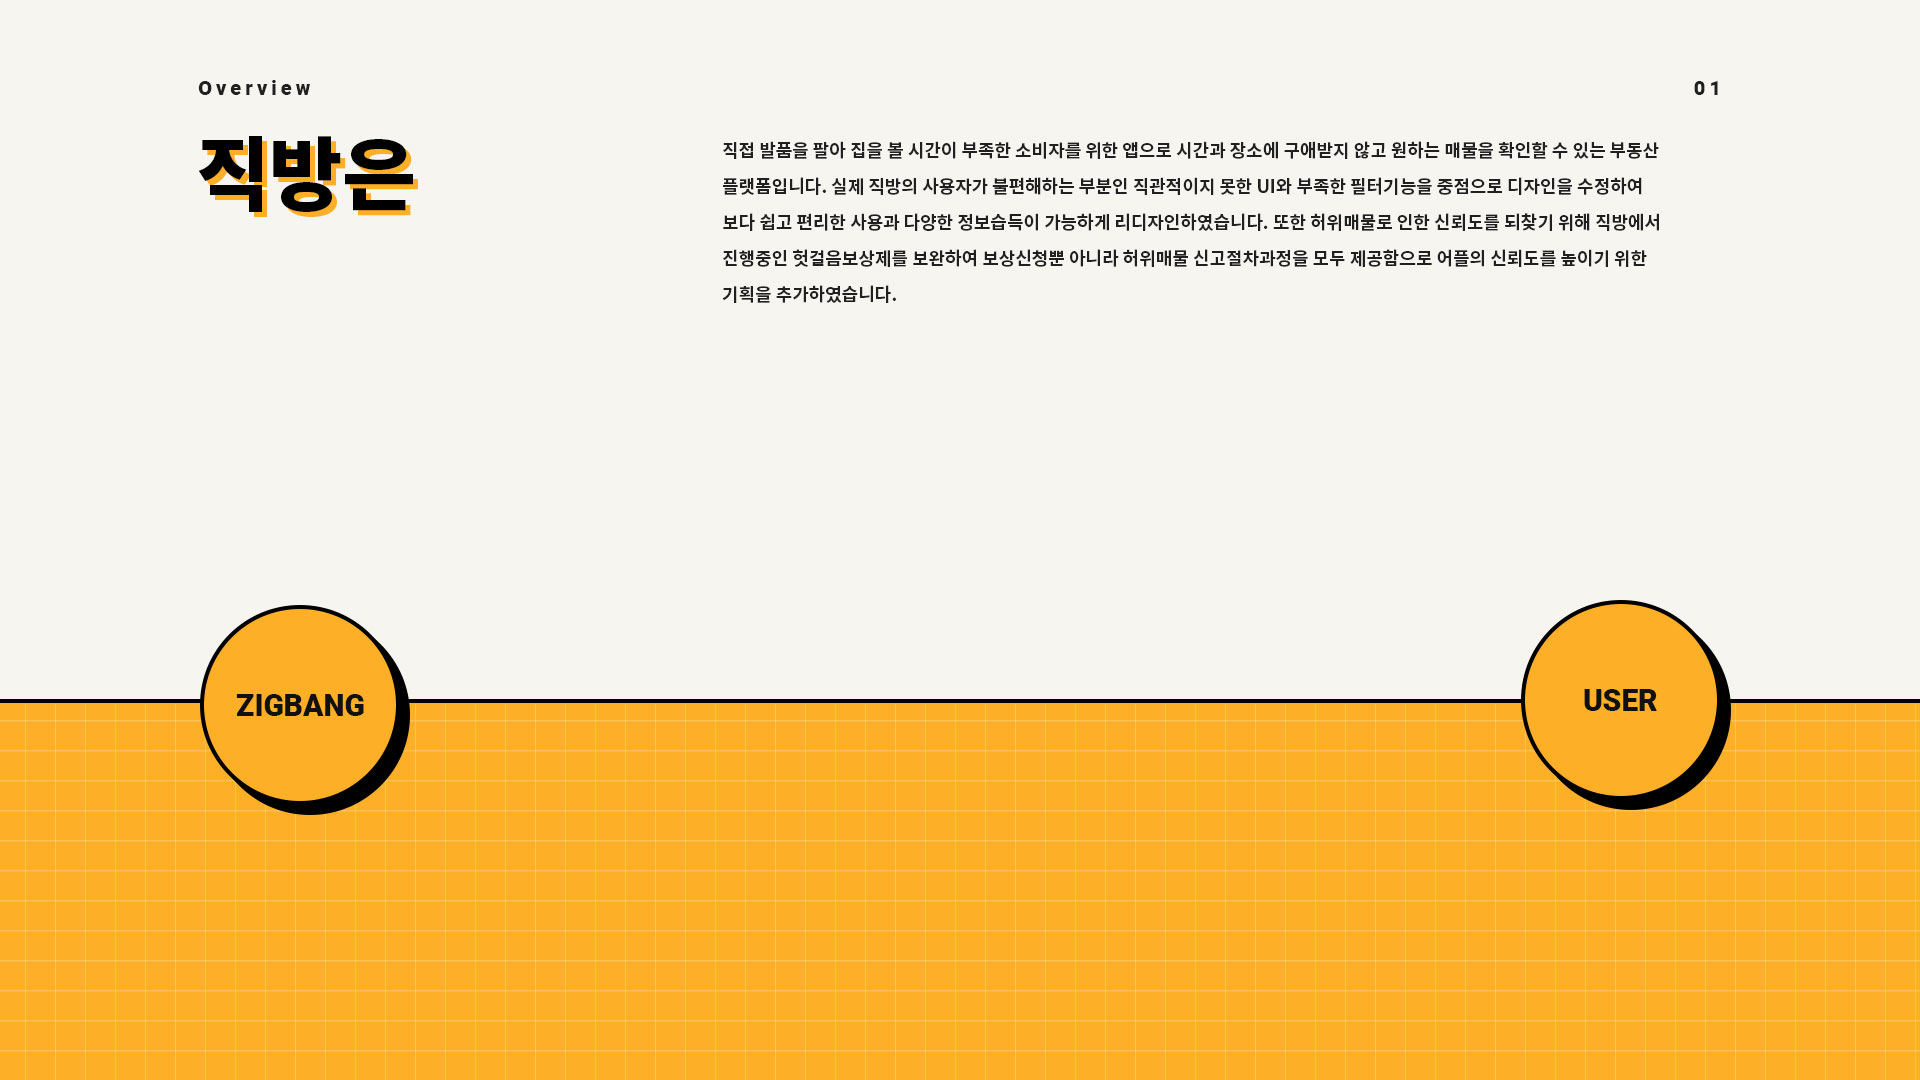 Overview
01
직방은
직접 발품을 팔아 집을 볼 시간이 부족한 소비자를 위한 앱으로 시간과 장소에 구애받지 않고 원하는 매물을 확인할 수 있는 부동산
플랫폼입니다. 실제 직방의 사용자가 불편해하는 부분인 직관적이지 못한 UI와 부족한 필터기능을 중점으로 디자인을 수정하여
보다 쉽고 편리한 사용과 다양한 정보습득이 가능하게 리디자인하였습니다. 또한 허위매물로 인한 신뢰도를 되찾기 위해 직방에서
진행중인 헛걸음보상제를 보완하여 보상신청뿐 아니라 허위매물 신고절차과정을 모두 제공함으로 어플의 신뢰도를 높이기 위한
기획을 추가하였습니다.
ZIGBANG
USER